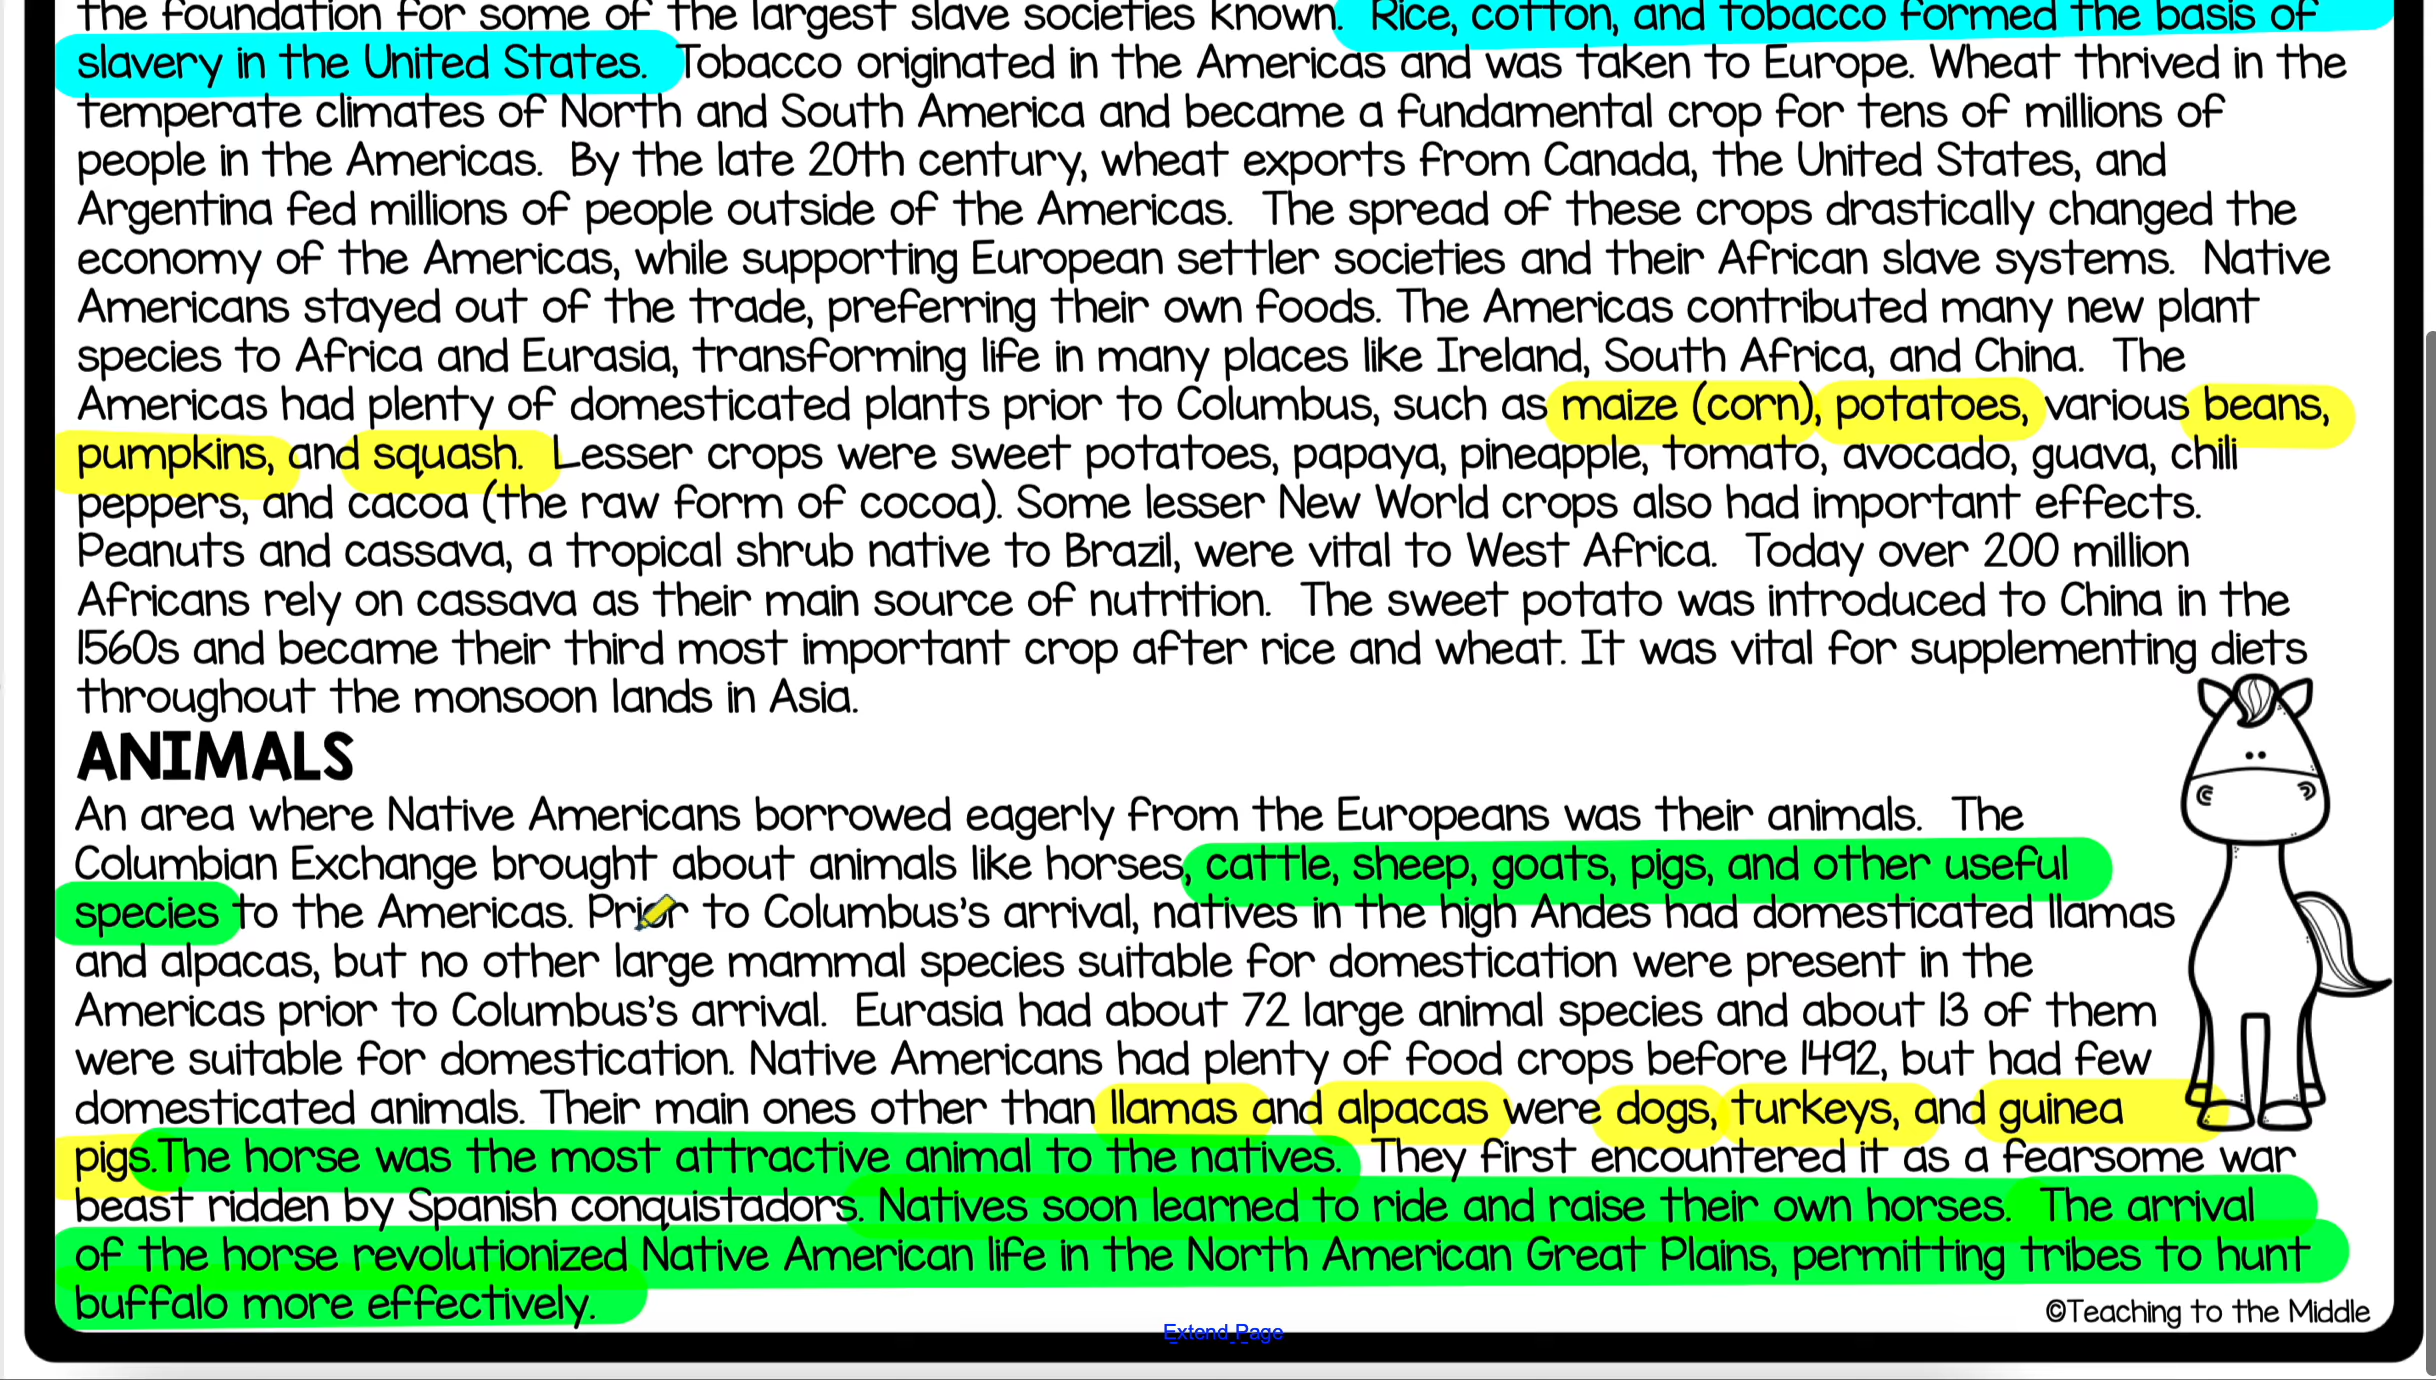 the foundation for some of the largest slave societies known. Rice, cotton, and tobacco formed the basis of
slavery in the United States. Tobacco originated in the Americas and was taken to Europe. Wheat thrived in the
temperate climates of North and South America and became a fundamental crop for tens of millions of
people in the Americas. By the late 20th century, wheat exports from Canada, the United States, and
Argentina fed millions of people outside of the Americas. The spread of these crops drastically changed the
economy of the Americas, while supporting European settler societies and their African slave systems. Native
Americans stayed out of the trade, preferring their own foods. The Americas contributed many new plant
species to Africa and Eurasia, transforming life in many places like Ireland, South Africa, and China. The
Americas had plenty of domesticated plants prior to Columbus, such as maize (corn), potatoes, various beans,
pumpkins, and squash. Lesser crops were sweet potatoes, papaya, pineapple, tomato, avocado, guava, chili
peppers, and cacoa (the raw form of cocoa). Some lesser New World crops also had important effects.
Peanuts and cassava, a tropical shrub native to Brazil, were vital to West Africa. Today over 200 million
Africans rely on cassava as their main source of nutrition. The sweet potato was introduced to China in the
1560s and became their third most important crop after rice and wheat. It was vital for supplementing diets
throughout the monsoon lands in Asia.
ANIMALS
An area where Native Americans borrowed eagerly from the Europeans was their animals. The
Columbian Exchange brought about animals like horses, cattle, sheep, goats, pigs, and other useful
species to the Americas. Prior to Columbus's arrival, natives in the high Andes had domesticated llamas
and alpacas, but no other large mammal species suitable for domestication were present in the
Americas prior to Columbus's arrival. Eurasia had about 72 large animal species and about 13 of them
were suitable for domestication. Native Americans had plenty of food crops before 1492, but had few
domesticated animals. Their main ones other than llamas and alpacas were dogs, turkeys, and guinea
pigs.The horse was the most attractive animal to the natives. They first encountered it as a fearsome war
beast ridden by Spanish conquistadors. Natives soon learned to ride and raise their own horses. The arrival
of the horse revolutionized Native American life in the North American Great Plains, permitting tribes to hunt
buffalo more effectively.
©Teaching to the Middle
Extend Page